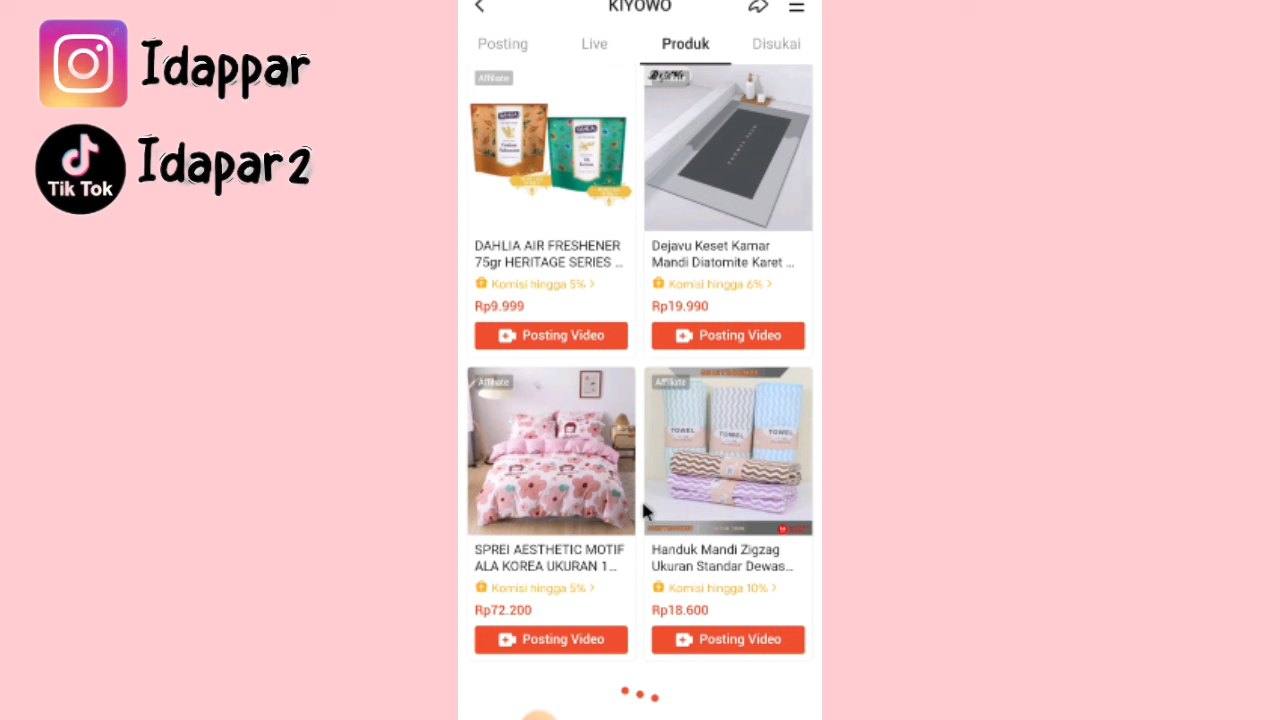 Idappar
Tik Tok
Idapar2
KIYOWO
Posting
Live
Produk
Disukai
Affiliate
DAHLIA AIR FRESHENER
75gr HERITAGE SERIES ...
Komisi hingga 5% >
Rp9.999
Posting Video
Dejavu Keset Kamar
Mandi Diatomite Karet ...
Komisi hingga 6% >
Rp19.990
Posting Video
Affiliate
SPREI AESTHETIC MOTIF
ALA KOREA UKURAN 1...
Komisi hingga 5% >
Rp72.200
Posting Video
Affiliate
TOWEL
TOWEL
TOWEL
Handuk Mandi Zigzag
Ukuran Standar Dewas...
Komisi hingga 10% >
Rp18.600
Posting Video